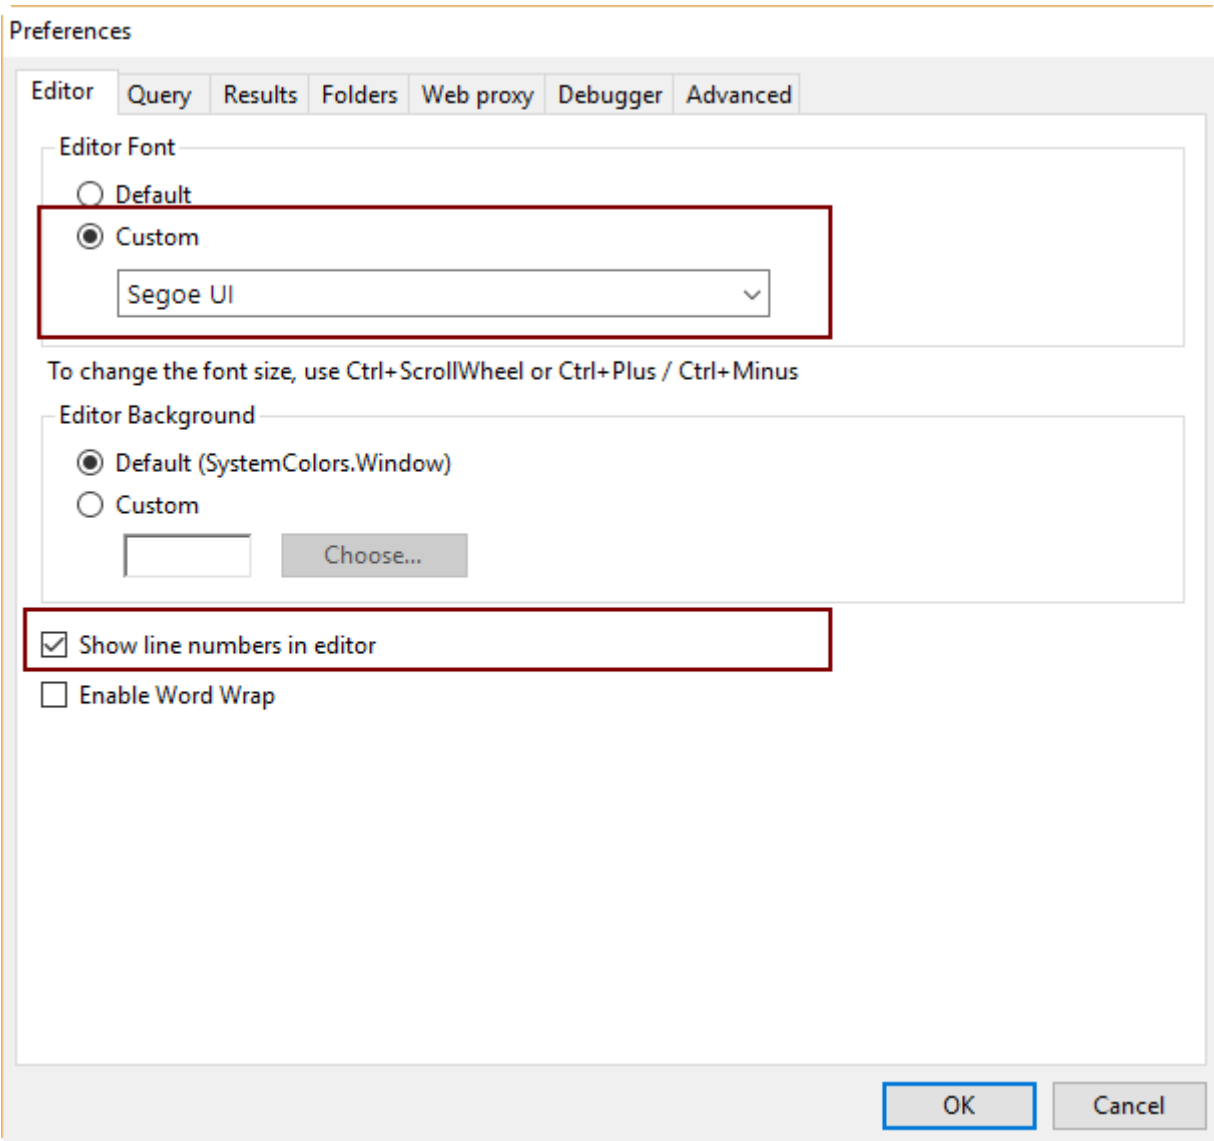 Preferences
Editor Query Results Folders Web proxy Debugger Advanced
Editor Font
Default
Custom
Segoe UI
To change the font size, use Ctrl+ScrollWheel or Ctrl+Plus / Ctrl+Minus
Editor Background
Default (SystemColors.Window)
Custom
Choose...
Show line numbers in editor
Enable Word Wrap
OK Cancel